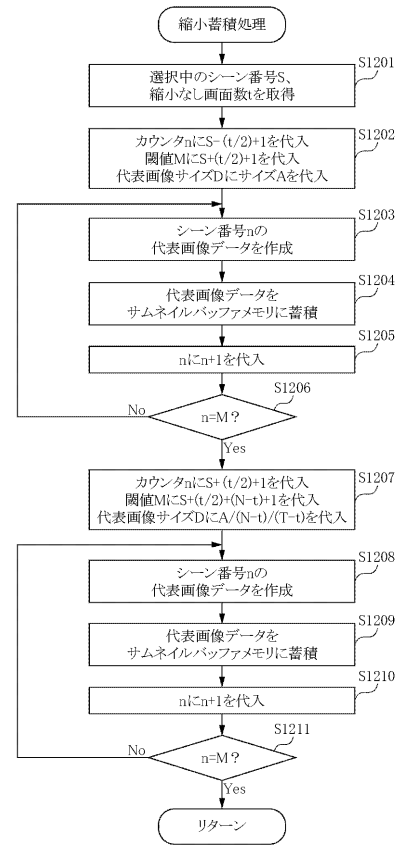 縮小蓄積処理
S1201
選択中のシーン番号S、
縮小なし画面数tを取得
S1202
カウンタnにS-(t/2)+1を代入
閾値MにS+(t/2)+1を代入
代表画像サイズDにサイズAを代入
S1203
シーン番号nの
代表画像データを作成
S1204
代表画像データを
サムネイルバッファメモリに蓄積
S1205
nにn+1を代入
S1206
n=M?
No
Yes
S1207
カウンタnにS+(t/2)+1を代入
閾値MにS+(t/2)+(N-t)+1を代入
代表画像サイズDにA/(N-t)/(T-t)を代入
S1208
シーン番号nの
代表画像データを作成
S1209
代表画像データを
サムネイルバッファメモリに蓄積
S1210
nにn+1を代入
S1211
n=M?
No
Yes
リターン